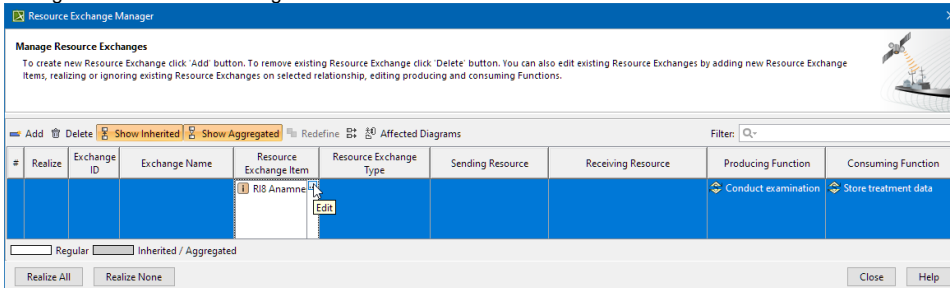 Resource Exchange Manager
Manage Resource Exchanges
To create new Resource Exchange click 'Add' button. To remove existing Resource Exchange click 'Delete' button. You can also edit existing Resource Exchanges by adding new Resource Exchange
Items, realizing or ignoring existing Resource Exchanges on selected relationship, editing producing and consuming Functions.
Add Delete Show Inherited Show Aggregated Redefine Affected Diagrams Filter:
# Realize Exchange ID Exchange Name Resource Exchange Item Resource Exchange Type Sending Resource Receiving Resource Producing Function Consuming Function
RI8 Anamne Conduct examination Store treatment data
Edit
Regular Inherited / Aggregated
Realize All Realize None Close Help